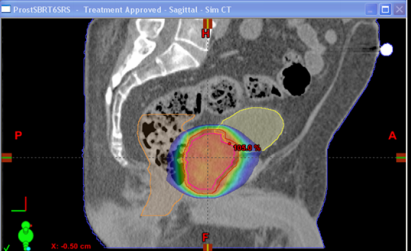 ProstSBRT6SRS - Treatment Approved - Sagittal - Sim CT
H
P
A
F
X: -0.50 cm